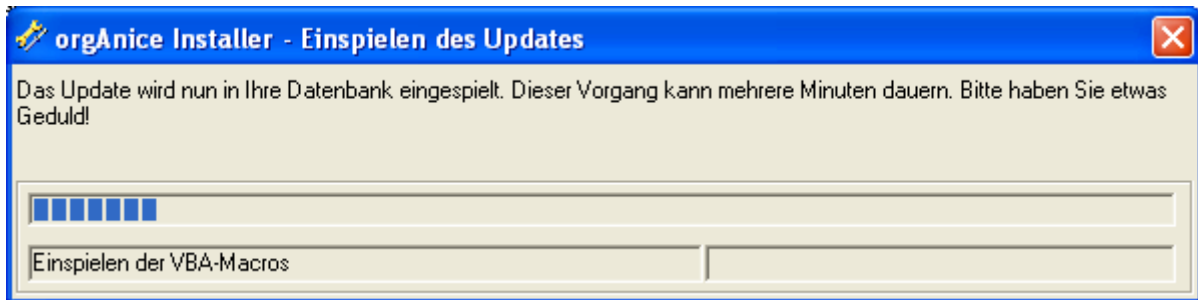 orgAnice Installer - Einspielen des Updates
Das Update wird nun in Ihre Datenbank eingespielt. Dieser Vorgang kann mehrere Minuten dauern. Bitte haben Sie etwas
Geduld!
Einspielen der VBA-Macros